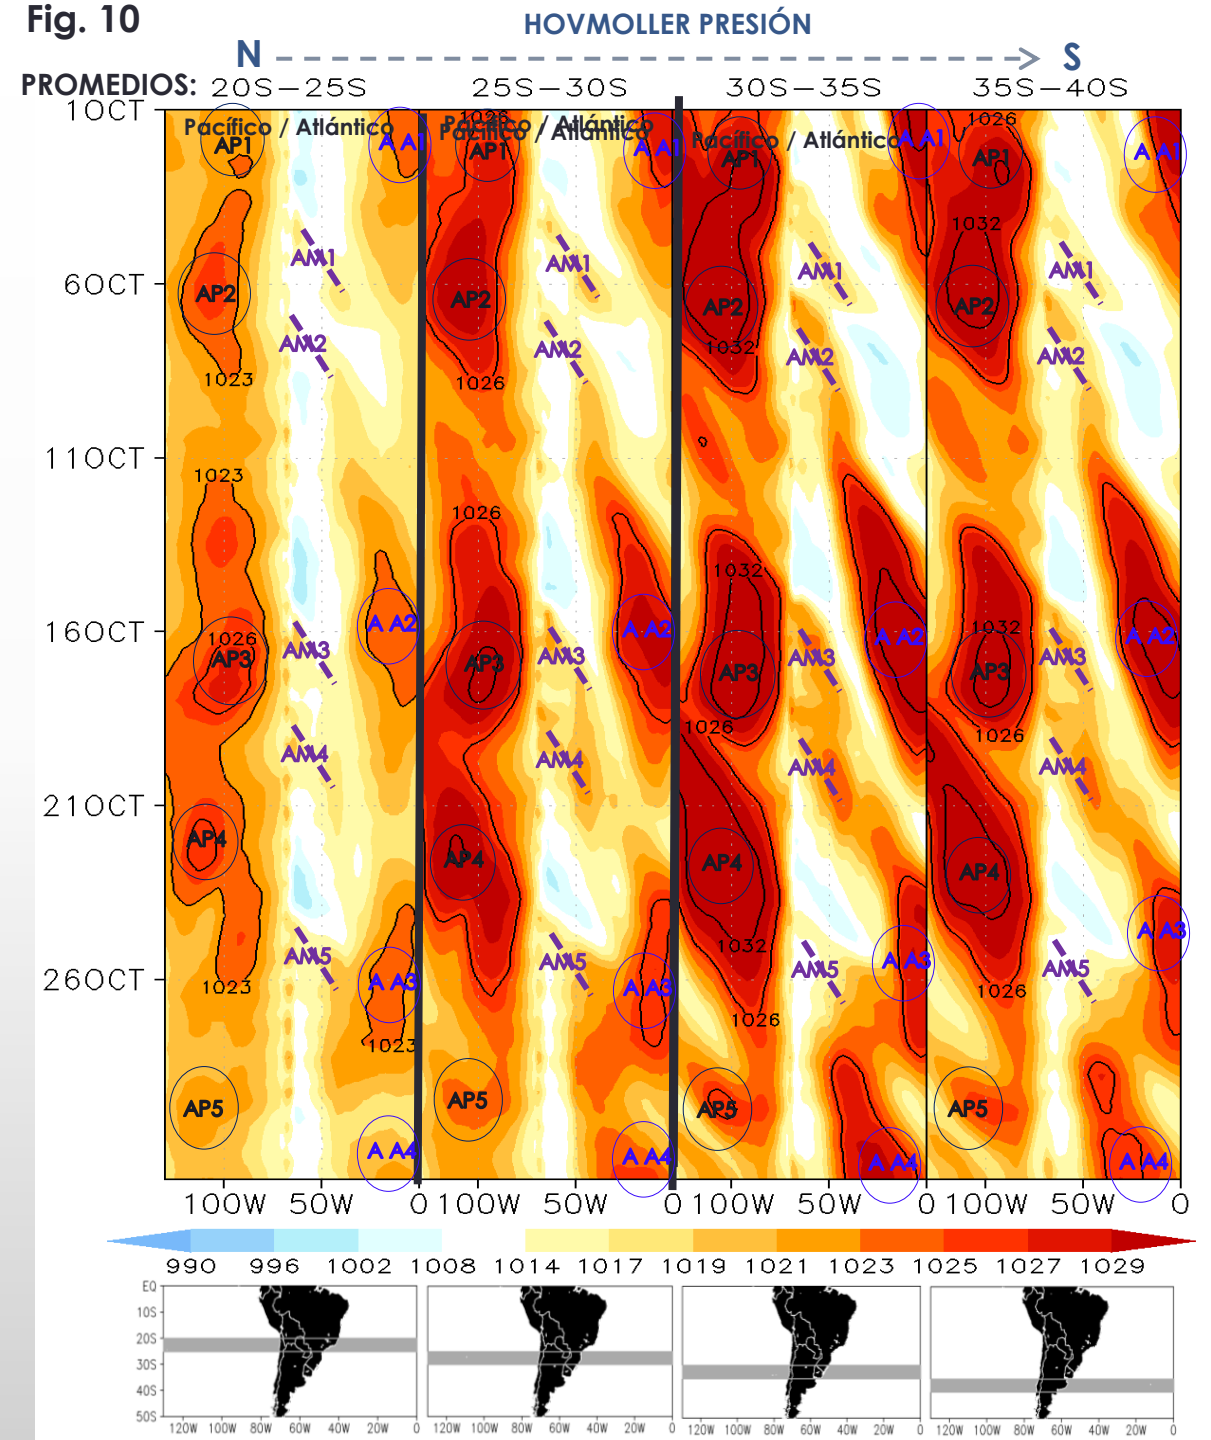 Fig. 10
HOVMOLLER PRESIÓN
N S
PROMEDIOS: 20S-25S 25S-30S 30S-35S 35S-40S
1OCT
Pacífico / Atlántico Pacífico / Atlántico Pacífico / Atlántico Pacífico / Atlántico
1026 1026
AP1 A A1 AP1 A A1 AP1 A A1 AP1 A A1
1032
AM1 AM1 AM1 AM1
6OCT
AP2 AP2 AP2 AP2
AM2 AM2 AM2 AM2
1032
1023 1026
11OCT
1023
1026
1032
16OCT
A A2 A A2 A A2 A A2
1026 1032
AP3 AM3 AP3 AM3 AP3 AM3 AP3 AM3
1026 1026
AM4 AM4 AM4 AM4
21OCT
AP4 AP4 AP4 AP4
A A3
1032
AM5 AM5 AM5 A A3 AM5
26OCT
A A3 A A3
1023 1026
1026
1023
AP5 AP5 AP5 AP5
A A4 A A4 A A4 A A4
100W 50W 0 100W 50W 0 100W 50W 0 100W 50W 0
990 996 1002 1008 1014 1017 1019 1021 1023 1025 1027 1029
EQ
10S
20S
30S
40S
50S
120W 100W 80W 60W 40W 20W 0 120W 100W 80W 60W 40W 20W 0 120W 100W 80W 60W 40W 20W 0 120W 100W 80W 60W 40W 20W 0